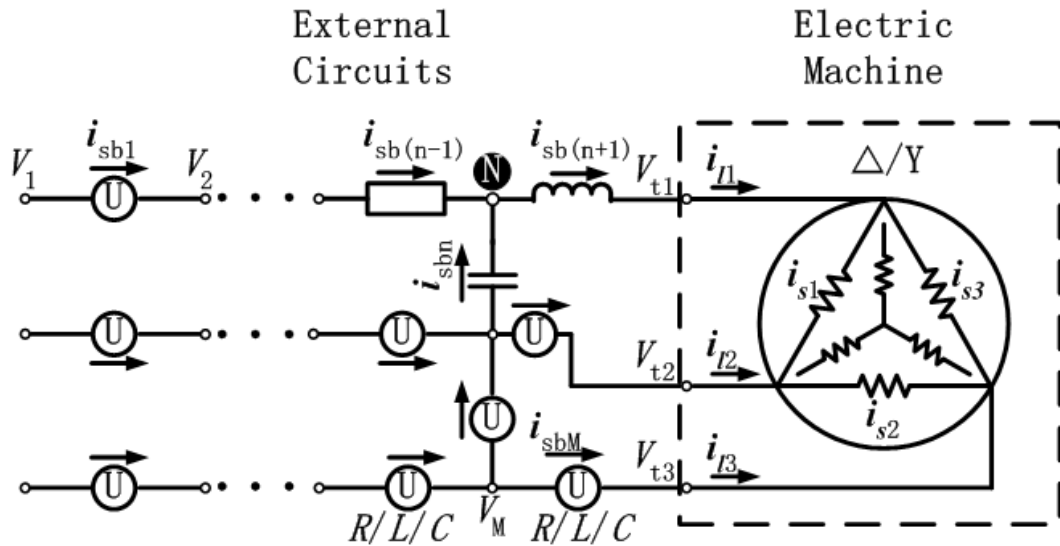 External
Circuits
Electric
Machine
i_sb1
i_sb(n-1)
i_sb(n+1)
V_1
V_2
N
V_t1
i_l1
△/Y
U
i_sbn
i_s1
i_s3
U
U
U
V_t2
i_l2
i_s2
U
i_sbM
V_t3
i_l3
U
U
U
R/L/C
V_M
R/L/C